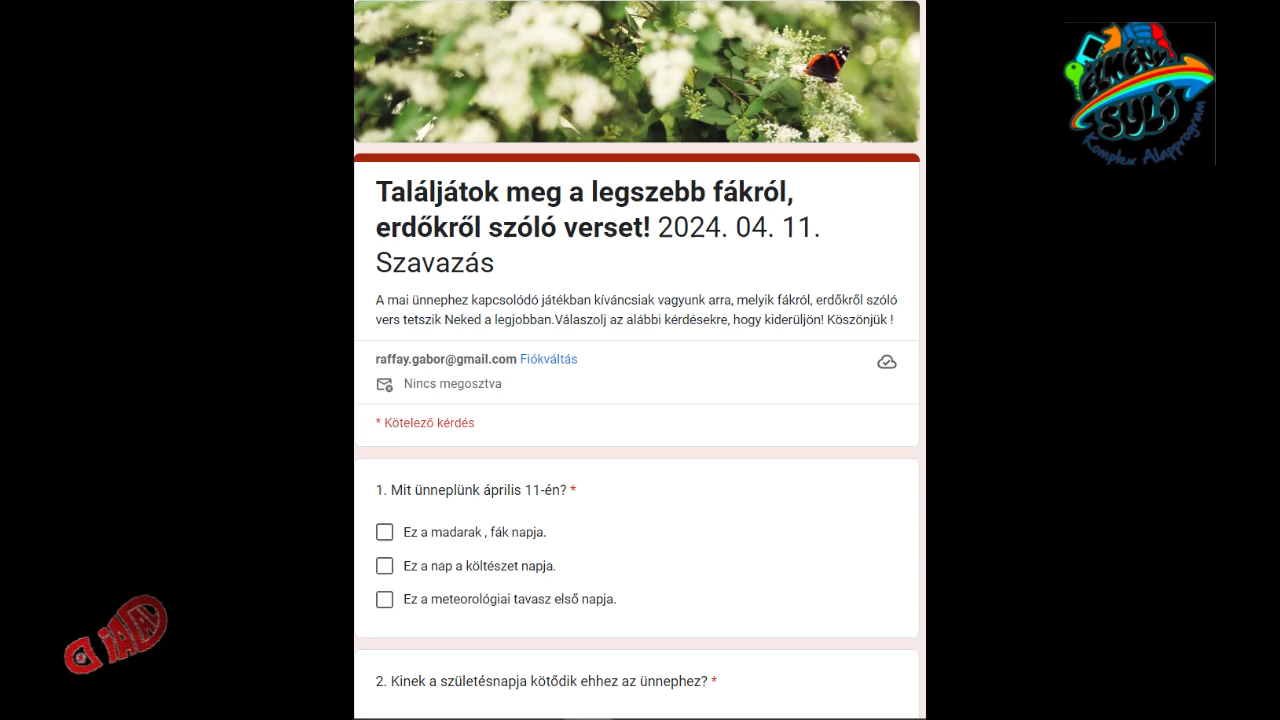 ÉLMÉNY
SULI
Komplex Alapprogram
Találjátok meg a legszebb fákról,
erdőkről szóló verset! 2024. 04. 11.
Szavazás
A mai ünnephez kapcsolódó játékban kíváncsiak vagyunk arra, melyik fákról, erdőkről szóló
vers tetszik Neked a legjobban.Válaszolj az alábbi kérdésekre, hogy kiderüljön! Köszönjük !
raffay.gabor@gmail.com Fiókváltás
Nincs megosztva
* Kötelező kérdés
1. Mit ünneplünk április 11-én? *
Ez a madarak , fák napja.
Ez a nap a költészet napja.
Ez a meteorológiai tavasz első napja.
2. Kinek a születésnapja kötődik ehhez az ünnephez? *